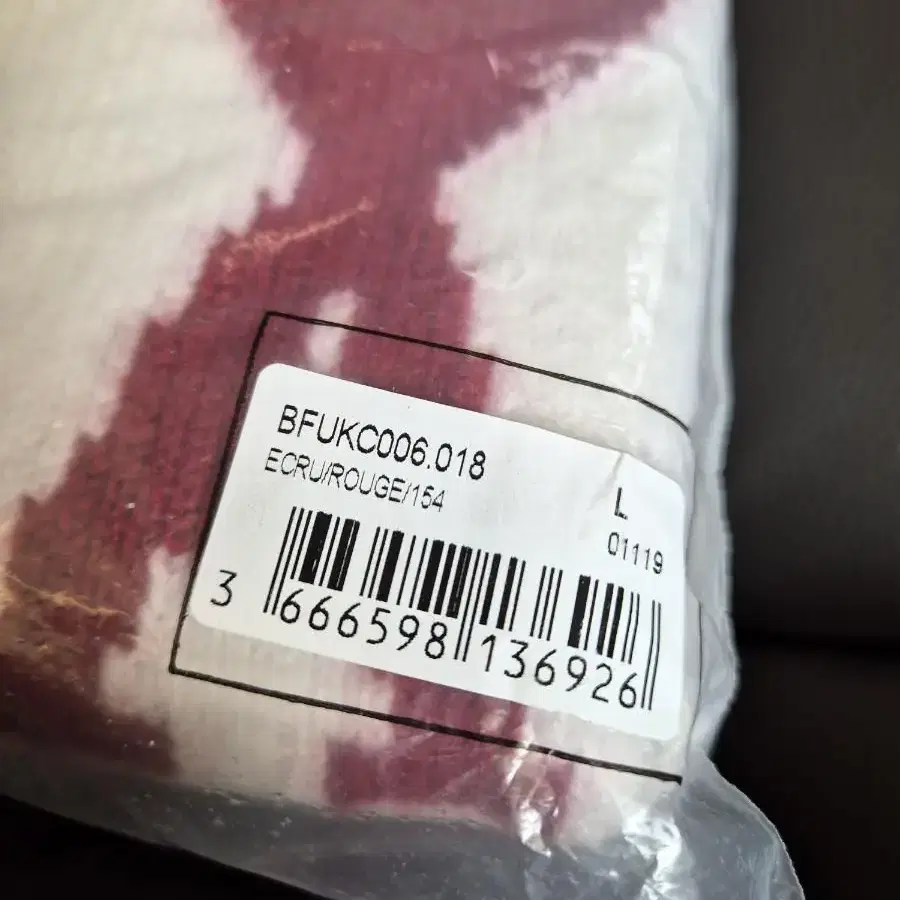 BFUKC006.018
ECRU/ROUGE/154
L
01119
3 666598 136926